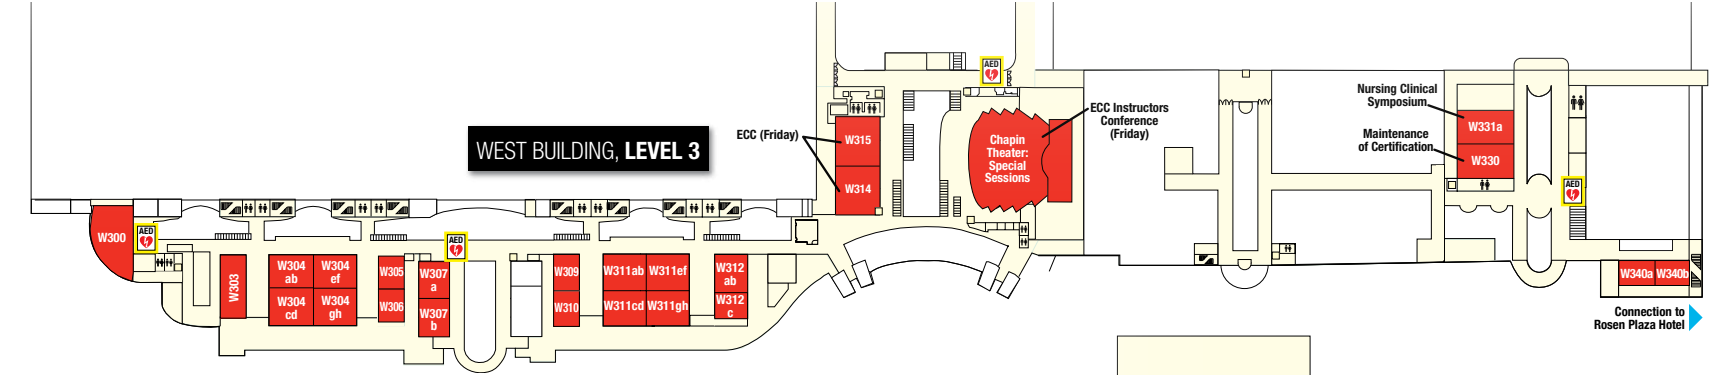 AED
ECC Instructors
Conference
(Friday)
Nursing Clinical
Symposium
Maintenance
of Certification
W331a
W330
AED
WEST BUILDING, LEVEL 3
ECC (Friday)
W315
W314
Chapin
Theater:
Special
Sessions
W300
AED
AED
W303
W304
ab
W304
ef
W304
cd
W304
gh
W305
W306
W307
a
W307
b
W309
W310
W311ab
W311ef
W311cd
W311gh
W312
ab
W312
c
W340a
W340b
Connection to
Rosen Plaza Hotel